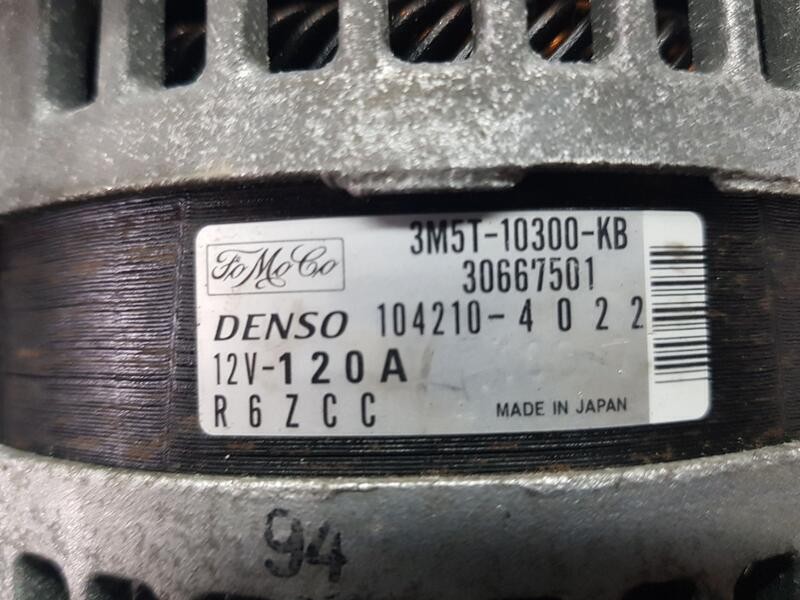 FoMoCo
3M5T-10300-KB
30667501
DENSO 104210-4022
12V-120A
R6ZCC
MADE IN JAPAN
94